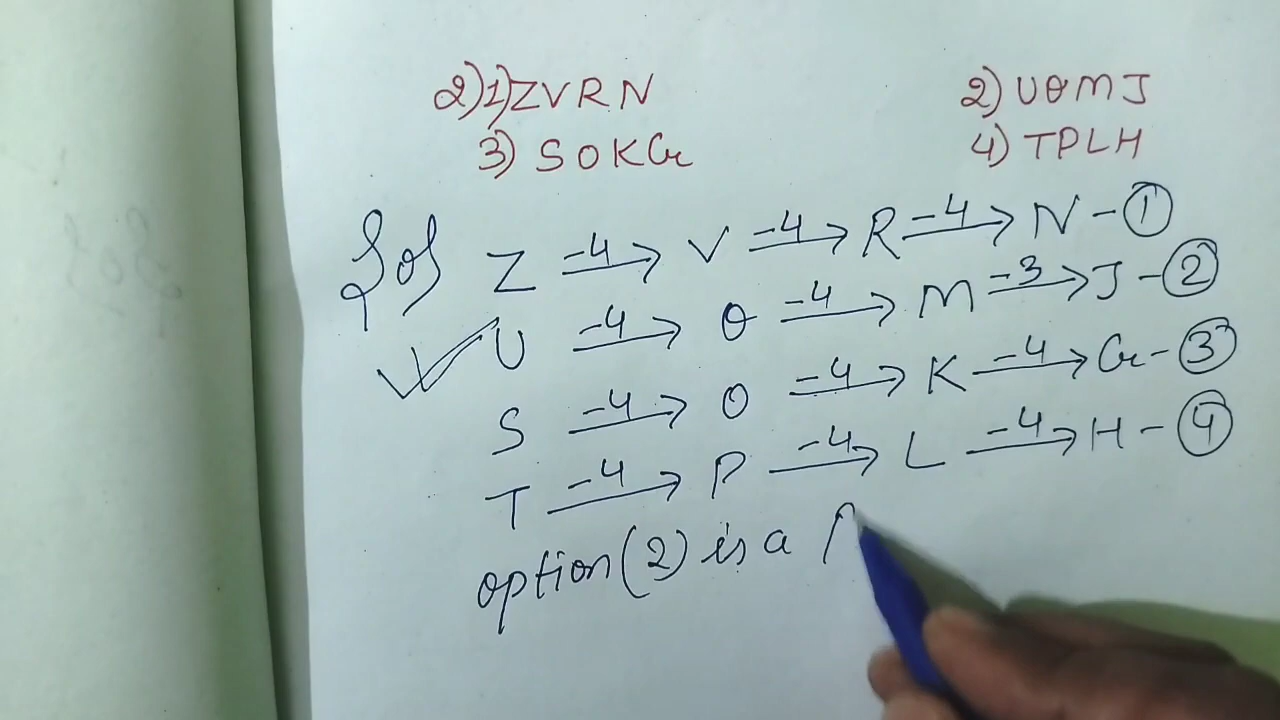 2) 1) ZVRN 2) UQMJ
3) SOKG 4) TPLH
Sol Z -4→ V -4→ R -4→ N - ①
U -4→ Q -4→ M -3→ J - ②
S -4→ O -4→ K -4→ G - ③
T -4→ P -4→ L -4→ H - ④
option (2) is a